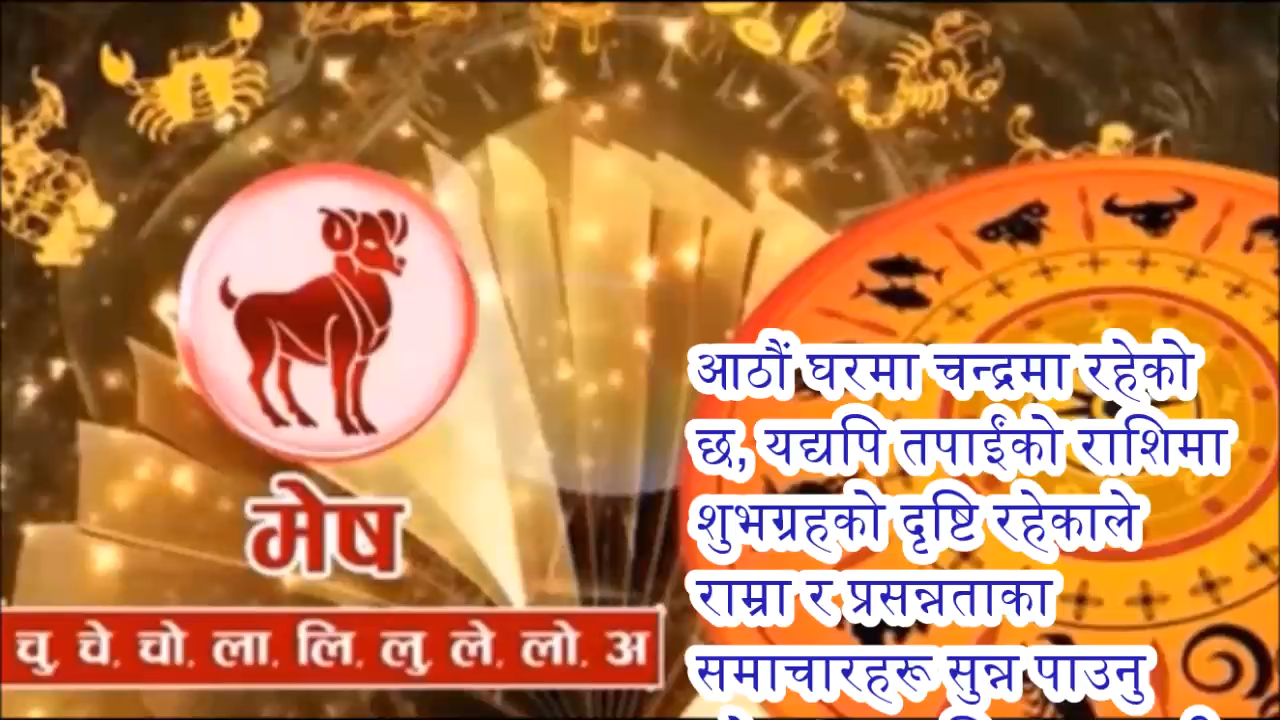 मेष
चु, चे, चो, ला, लि, लु, ले, लो, अ
आठौं घरमा चन्द्रमा रहेको
छ, यद्यपि तपाईंको राशिमा
शुभग्रहको दृष्टि रहेकाले
राम्रा र प्रसन्नताका
समाचारहरू सुन्न पाउनु